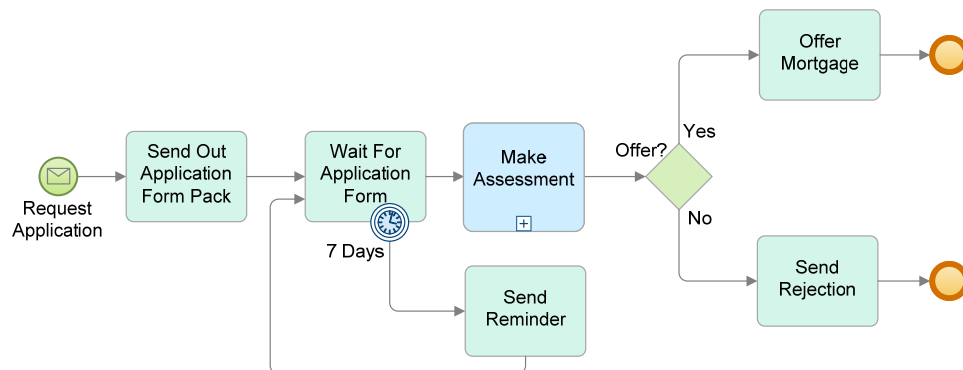 Request
Application
Send Out
Application
Form Pack
Wait For
Application
Form
7 Days
Make
Assessment
Send
Reminder
Offer?
Yes
No
Offer
Mortgage
Send
Rejection